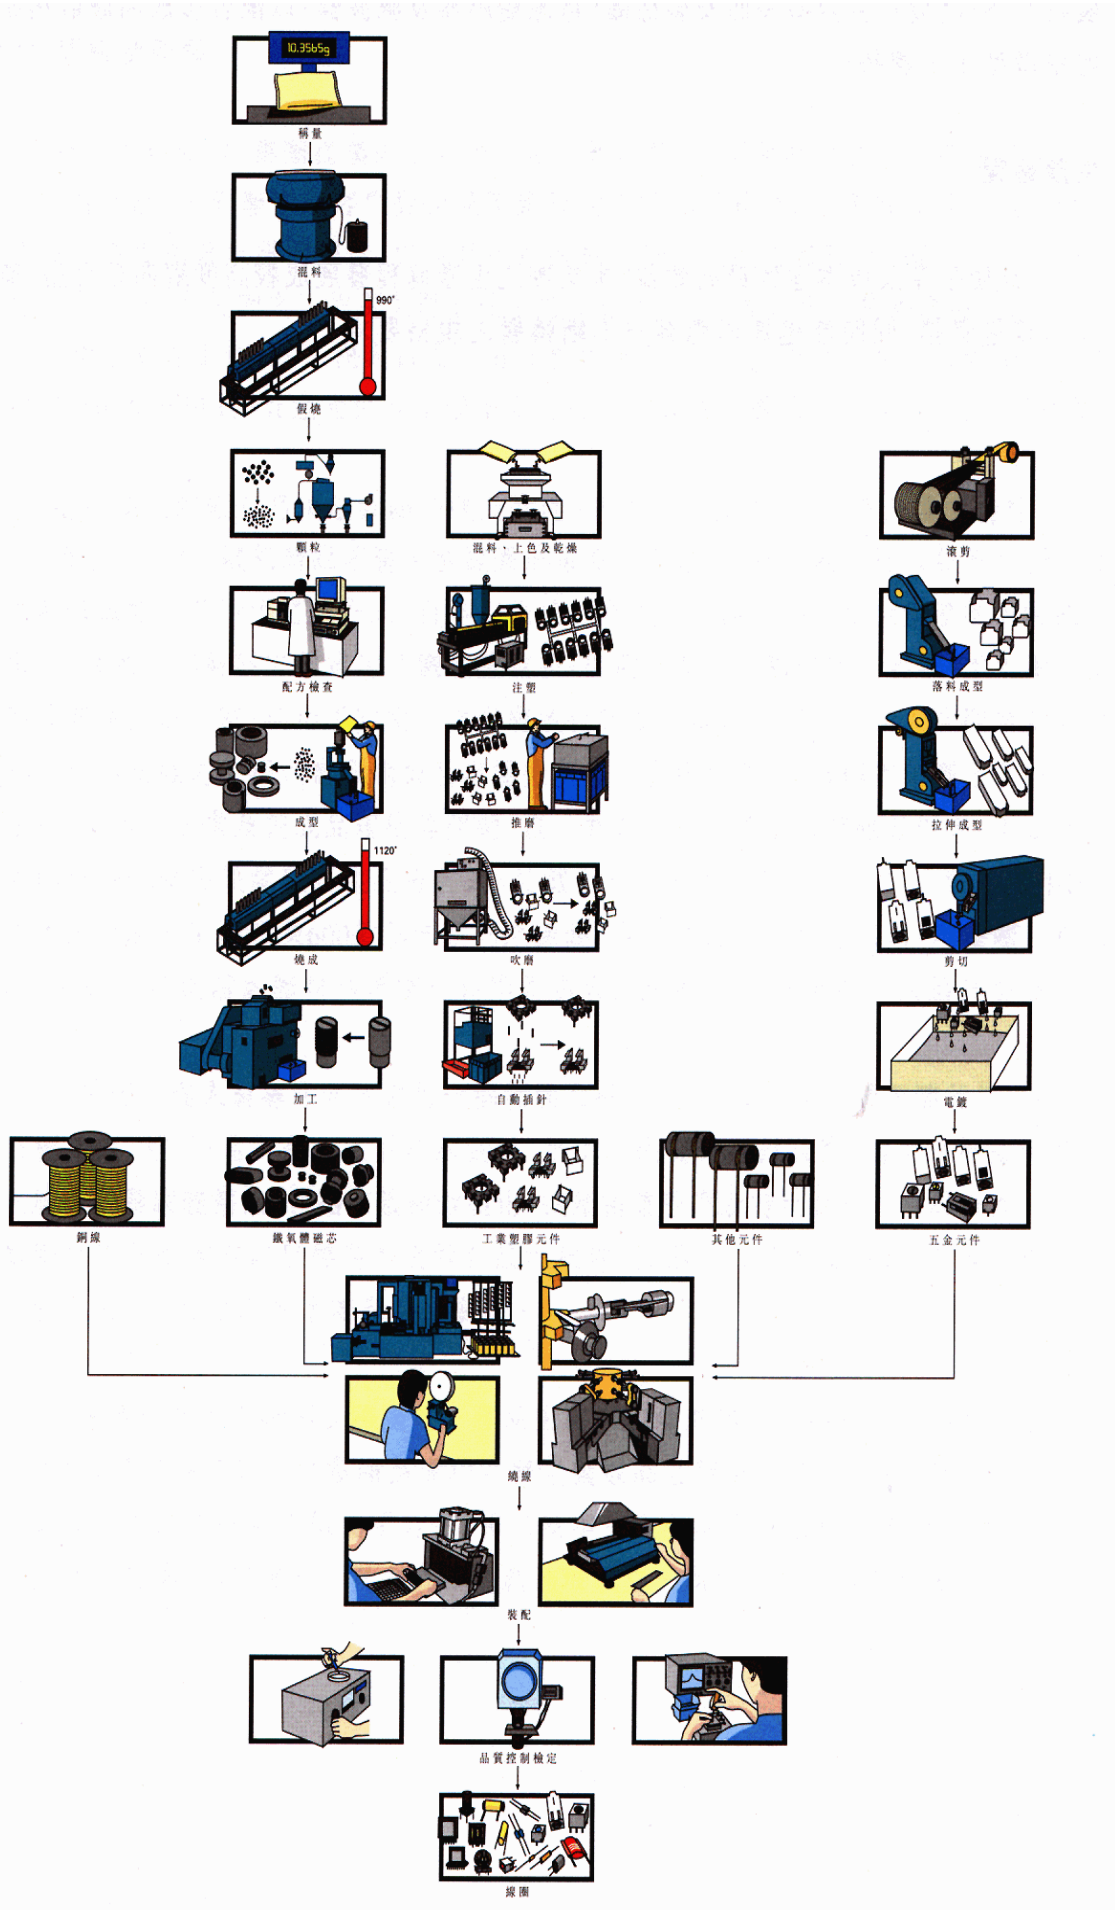 10.3565g
稱量
混料
990°
假燒
顆粒
混料、上色及乾燥
滾剪
配方檢查
注塑
落料成型
成型
推磨
拉伸成型
1120°
燒成
吹磨
剪切
加工
自動插針
電鍍
銅線
鐵氧體磁芯
工業塑膠元件
其他元件
五金元件
繞線
裝配
品質控制檢定
線圈